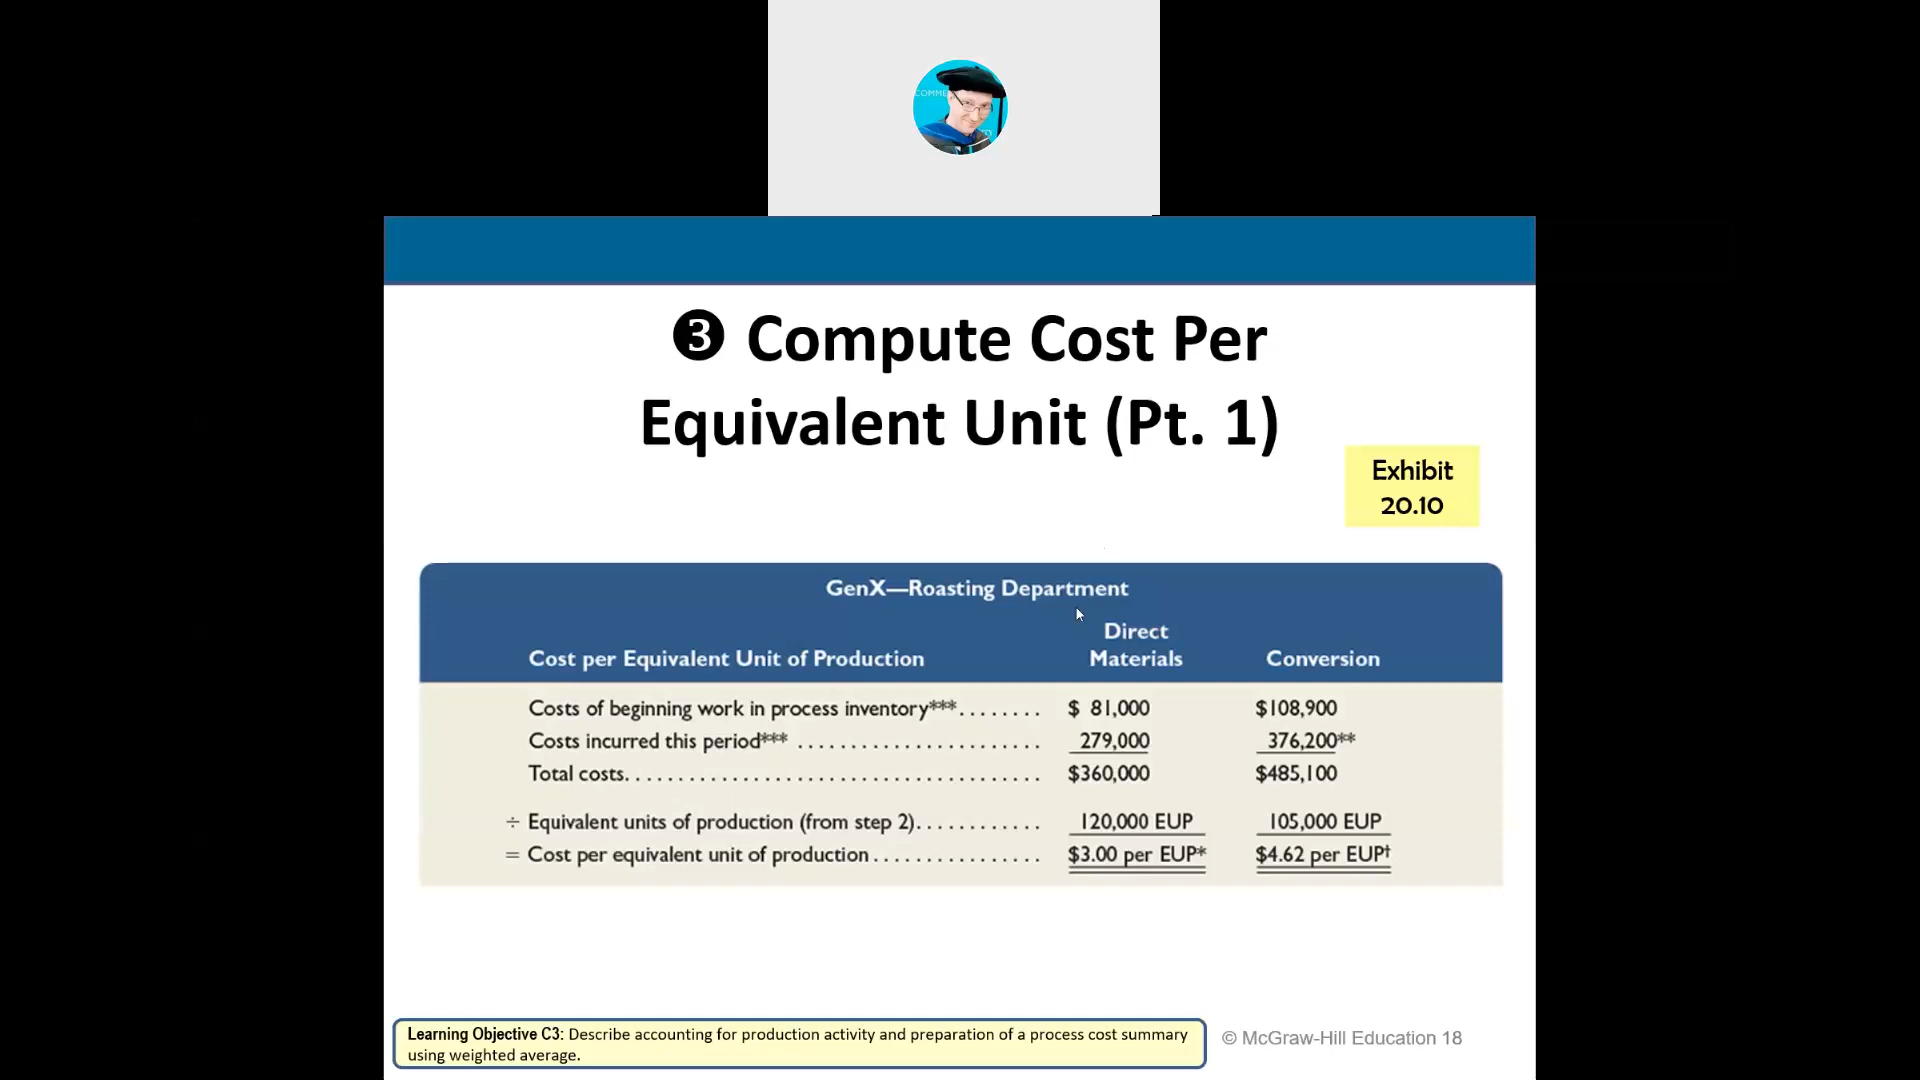 COMME
❸ Compute Cost Per
Equivalent Unit (Pt. 1)
Exhibit
20.10
GenX—Roasting Department
Direct
Cost per Equivalent Unit of Production Materials Conversion
Costs of beginning work in process inventory***........ $ 81,000 $108,900
Costs incurred this period*** ....................... 279,000 376,200**
Total costs....................................... $360,000 $485,100
÷ Equivalent units of production (from step 2)............ 120,000 EUP 105,000 EUP
= Cost per equivalent unit of production................ $3.00 per EUP* $4.62 per EUP†
Learning Objective C3: Describe accounting for production activity and preparation of a process cost summary
using weighted average.
© McGraw-Hill Education 18